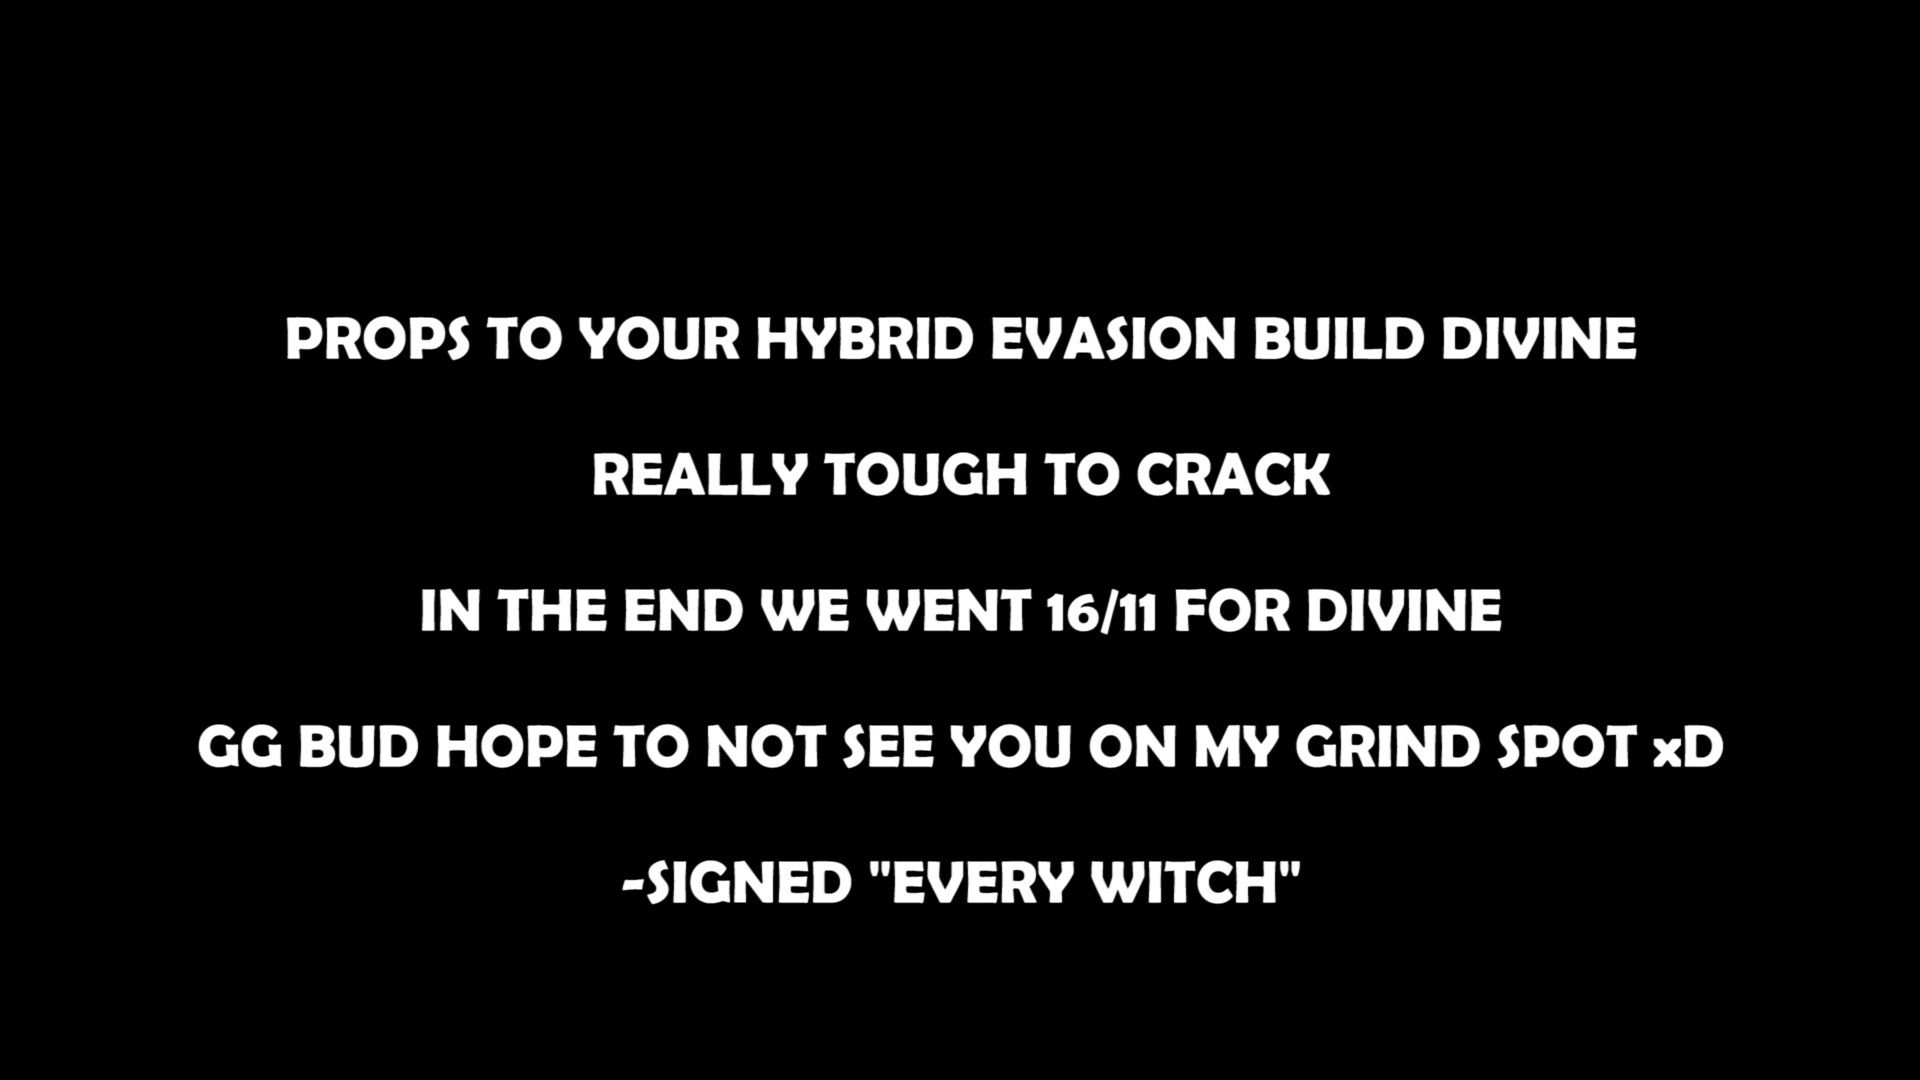 PROPS TO YOUR HYBRID EVASION BUILD DIVINE
REALLY TOUGH TO CRACK
IN THE END WE WENT 16/11 FOR DIVINE
GG BUD HOPE TO NOT SEE YOU ON MY GRIND SPOT xD
-SIGNED "EVERY WITCH"